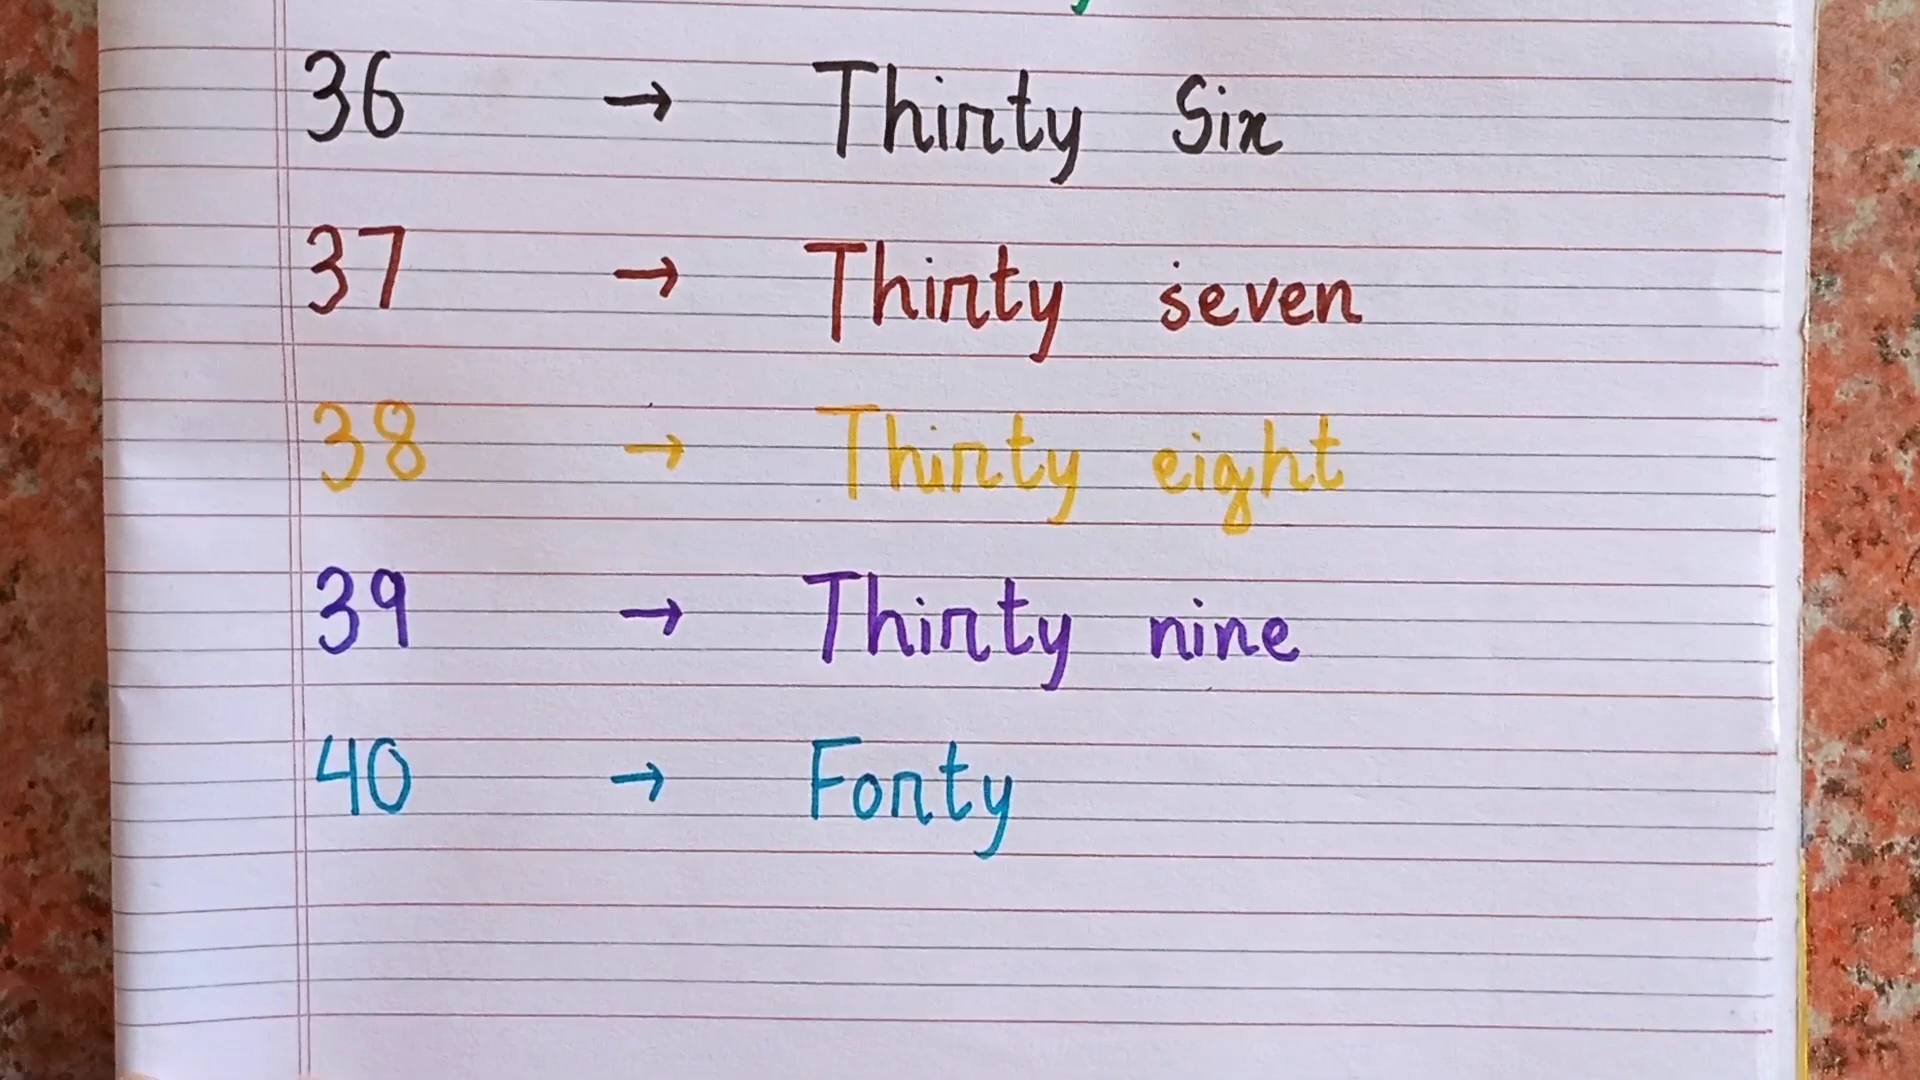 36 → Thirty Six
37 → Thirty seven
38 → Thirty eight
39 → Thirty nine
40 → Forty